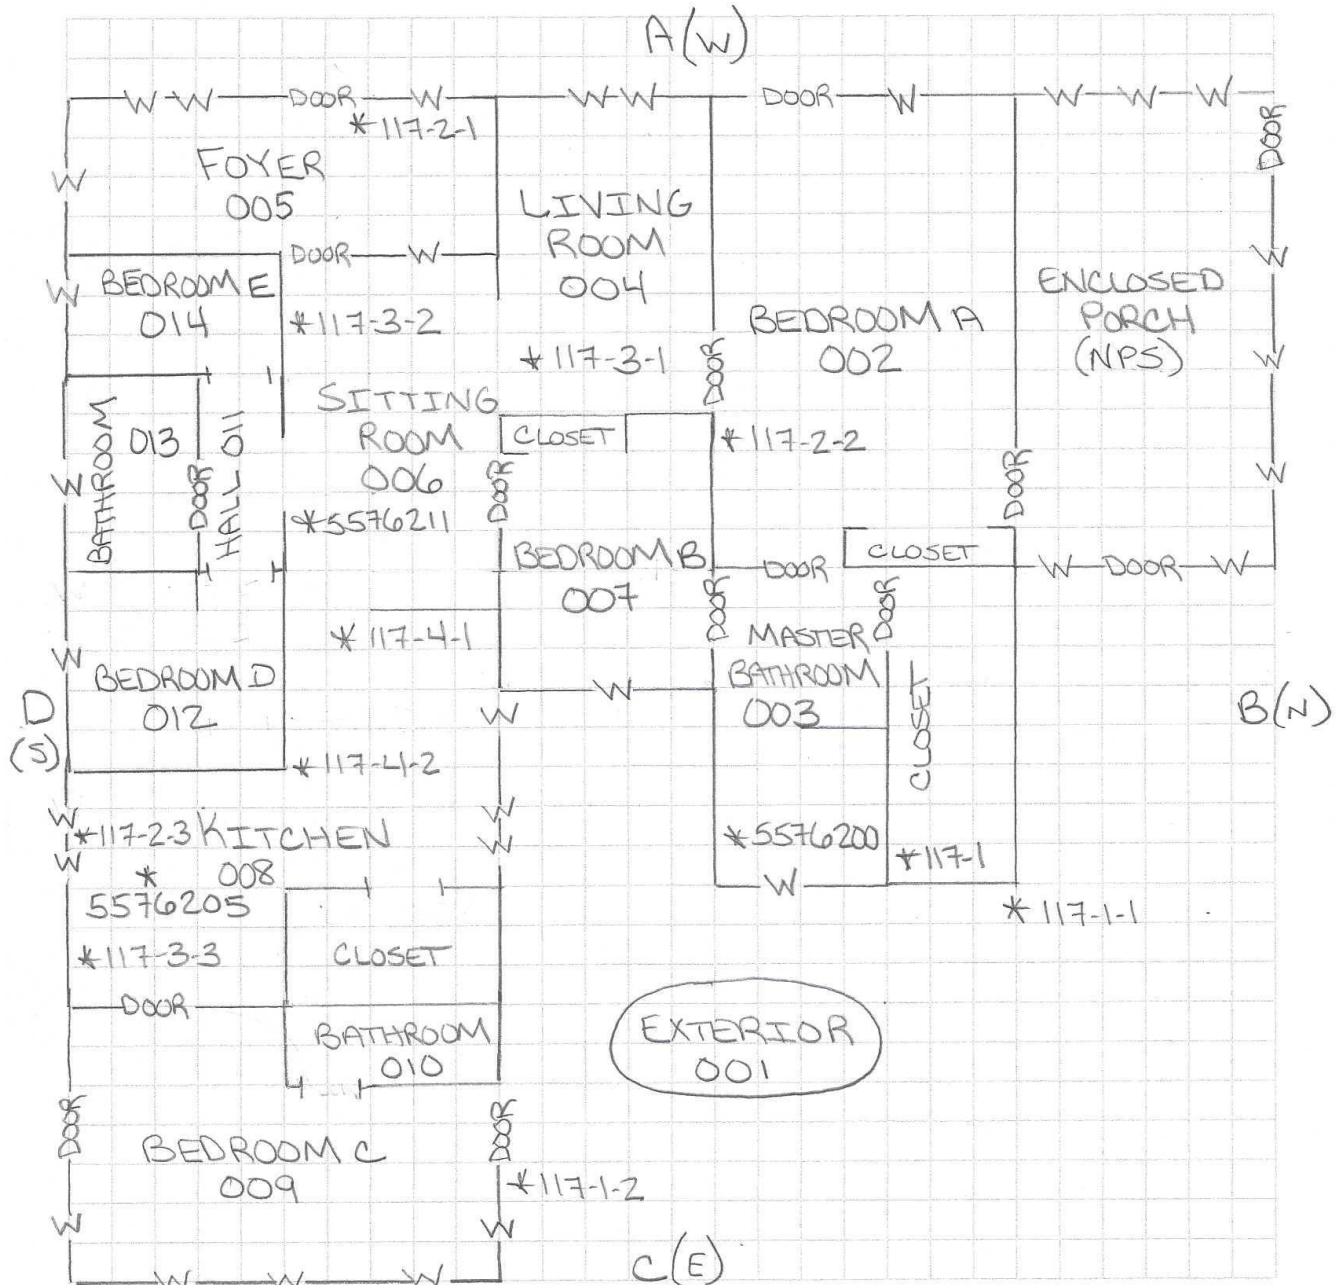 A(W)
W W DOOR W W W DOOR W W W W
*117-2-1
DOOR
W
FOYER
005
LIVING
ROOM
004
DOOR W
W
BEDROOM E
014
W
ENCLOSED
PORCH
(NPS)
*117-3-2
BEDROOM A
002
*117-3-1
DOOR
W
SITTING
ROOM
006
BATHROOM
013
DOOR
HALL 011
W
CLOSET
*117-2-2
DOOR
DOOR
W
*5576211
BEDROOM B
007
DOOR
CLOSET
W DOOR W
DOOR
DOOR
*117-4-1
MASTER
BATHROOM
003
W
BEDROOM D
012
W
W
CLOSET
D
(S)
B(N)
*117-4-2
W
W
*117-2-3 KITCHEN
008
W
W
*
5576205
*5576200
*117-1
W
*117-1-1
*117-3-3
CLOSET
DOOR
BATHROOM
010
EXTERIOR
001
DOOR
DOOR
BEDROOM C
009
*117-1-2
W
W
C(E)
W W W